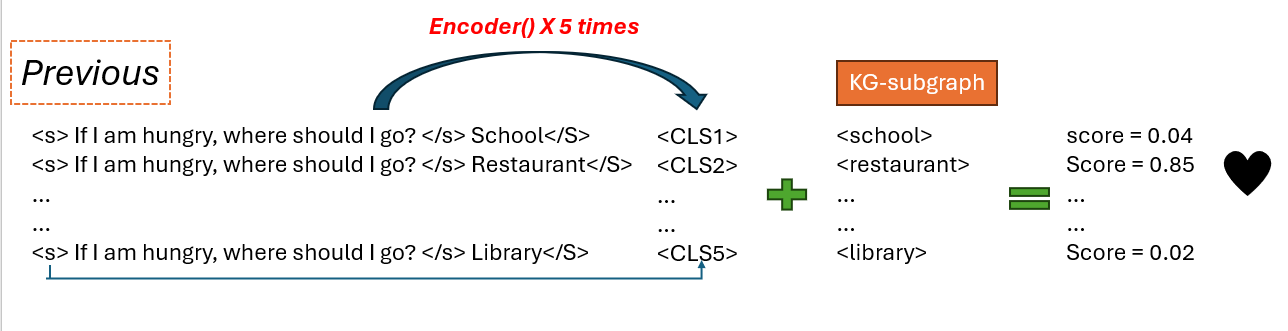 Encoder() X 5 times
Previous
KG-subgraph
<s> If I am hungry, where should I go? </s> School</S> <CLS1> <school> score = 0.04
<s> If I am hungry, where should I go? </s> Restaurant</S> <CLS2> <restaurant> Score = 0.85
... ... ... ...
... ... ... ...
<s> If I am hungry, where should I go? </s> Library</S> <CLS5> <library> Score = 0.02